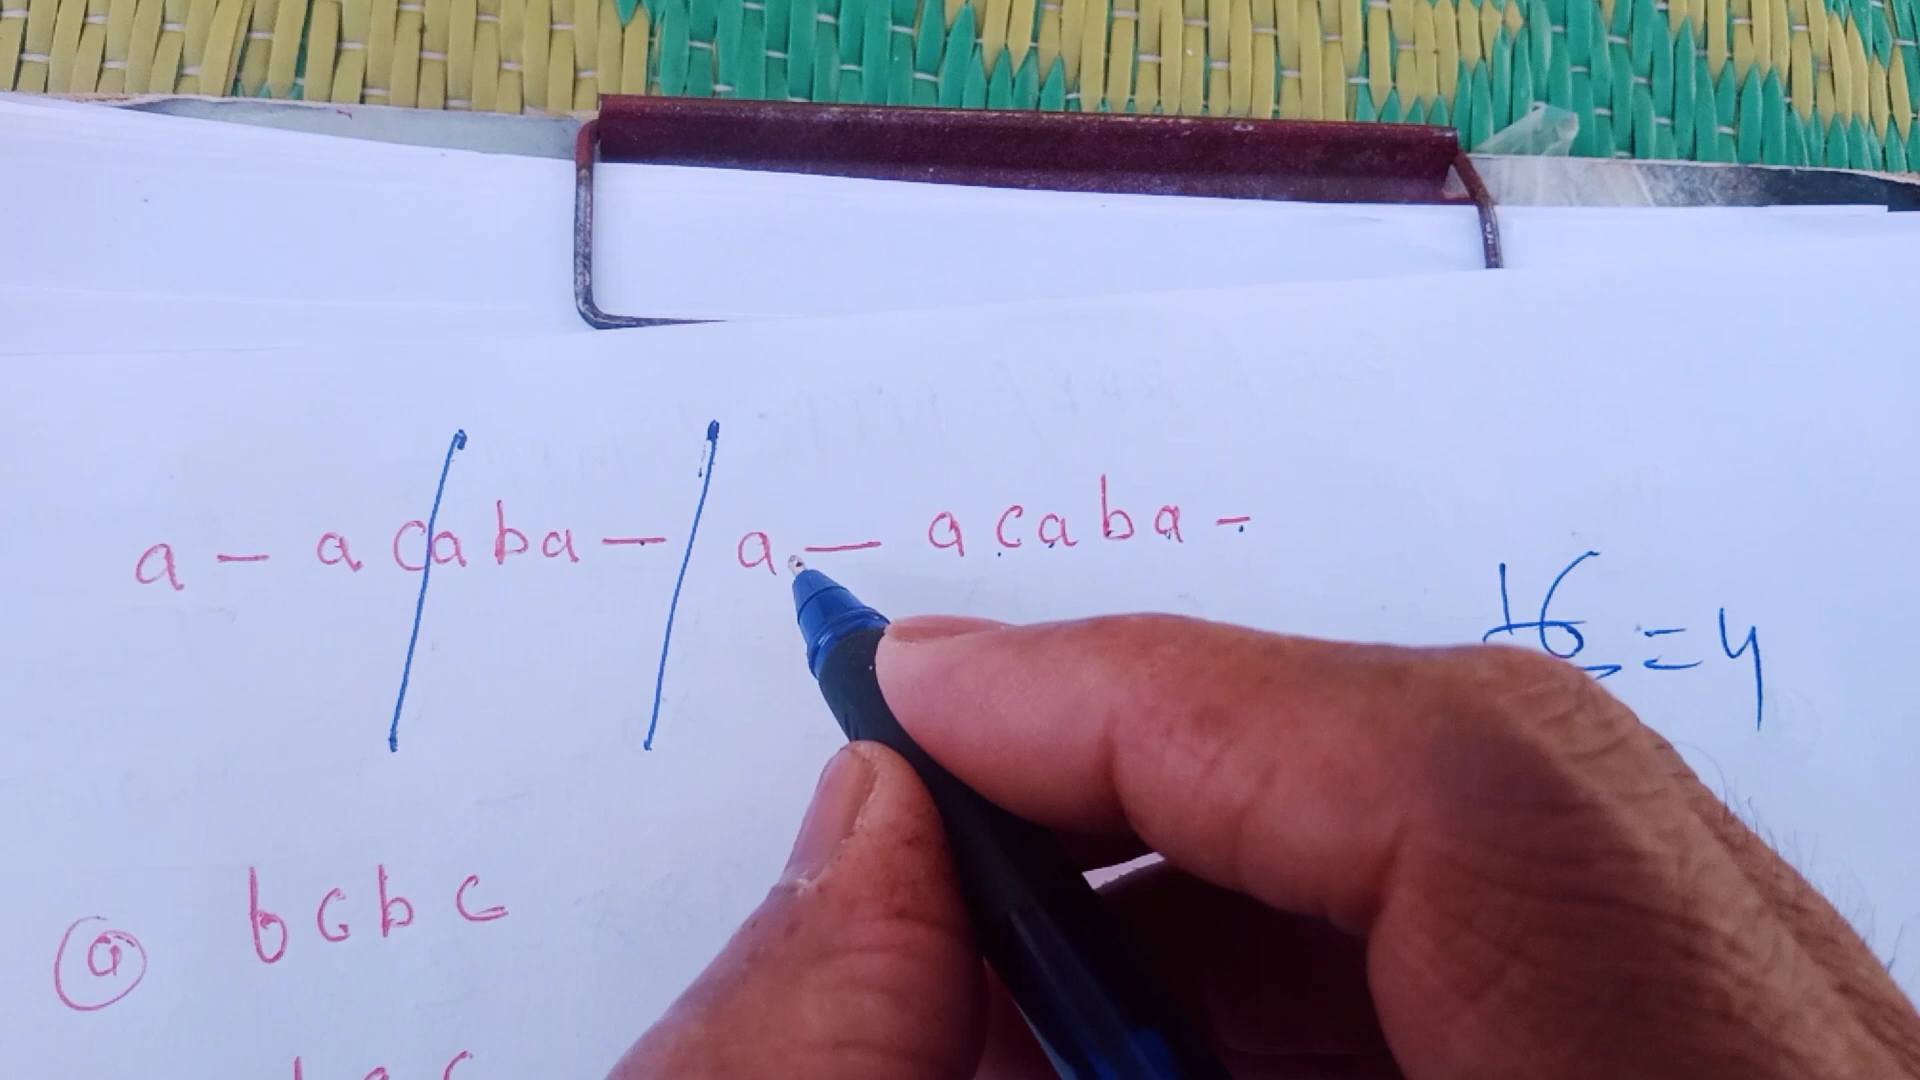 a - a c a b a - / a - a c a b a -
16 = 4
(a) b c b c